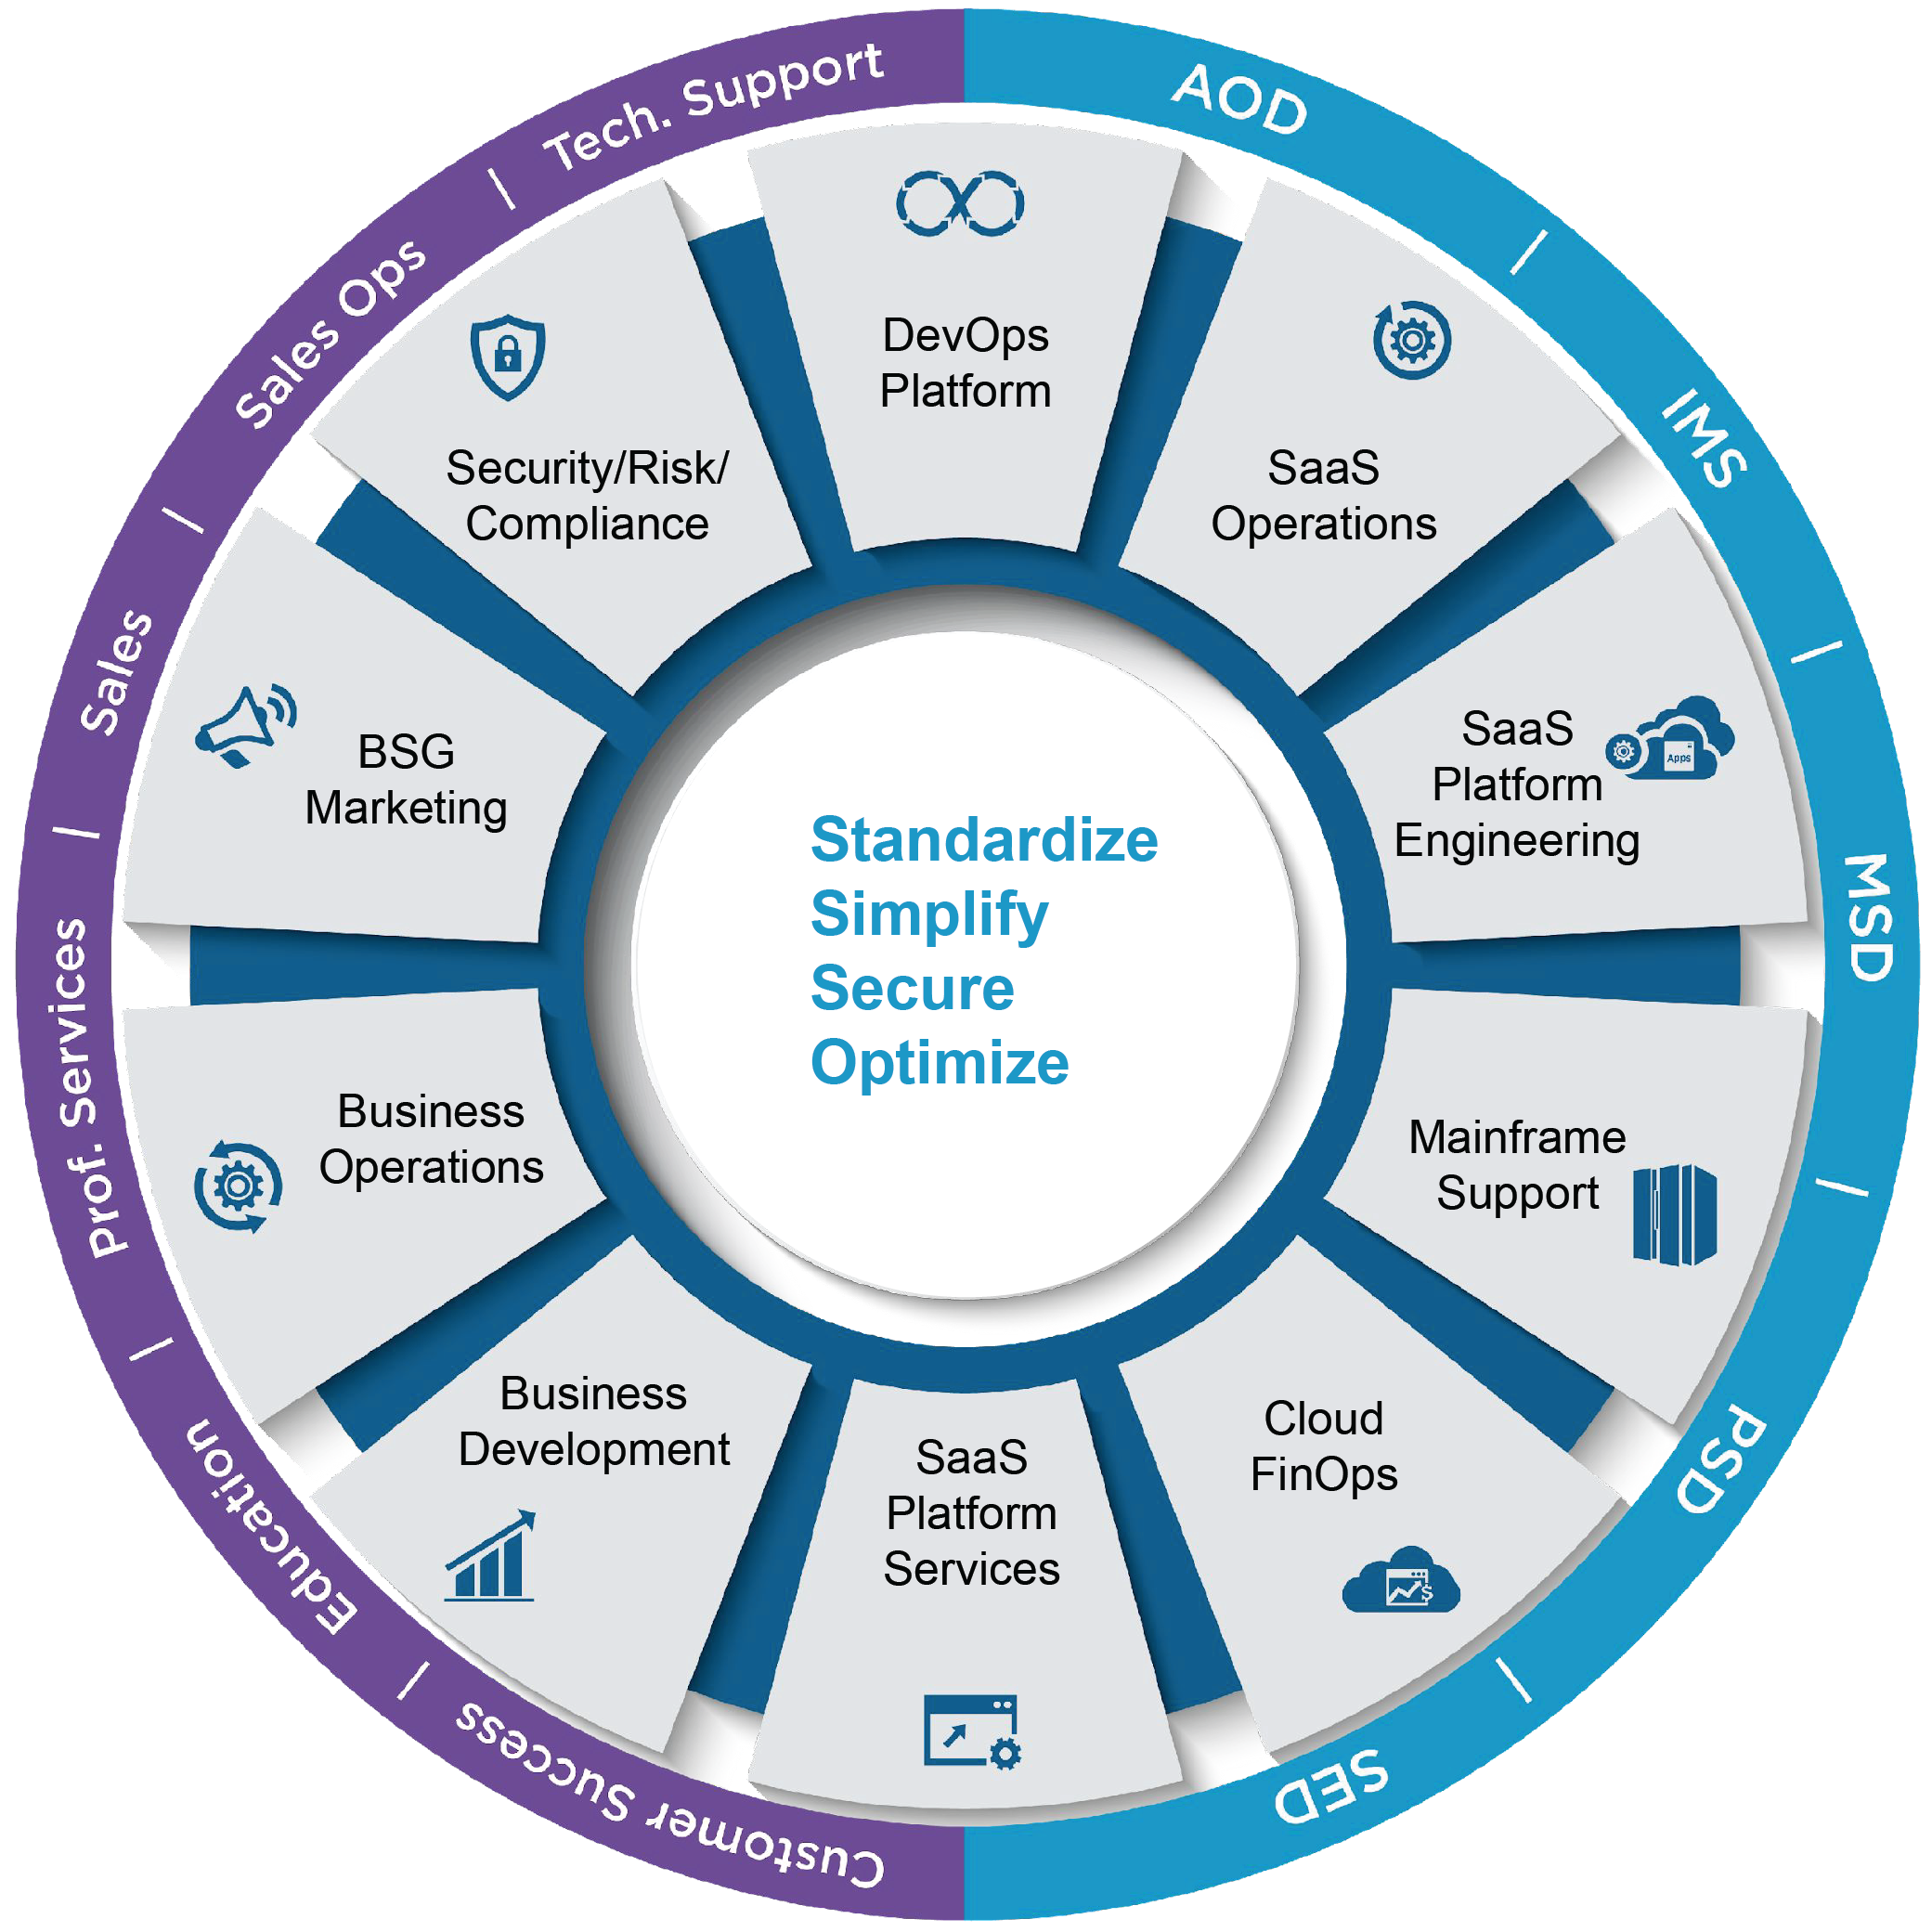 Tech. Support
AOD
Sales Ops
IMS
Sales
MSD
Prof. Services
PSD
Education
SED
Customer Success
DevOps
Platform
SaaS
Operations
SaaS
Platform
Engineering
Apps
Mainframe
Support
Cloud
FinOps
$
SaaS
Platform
Services
Business
Development
Business
Operations
BSG
Marketing
Security/Risk/
Compliance
Standardize
Simplify
Secure
Optimize